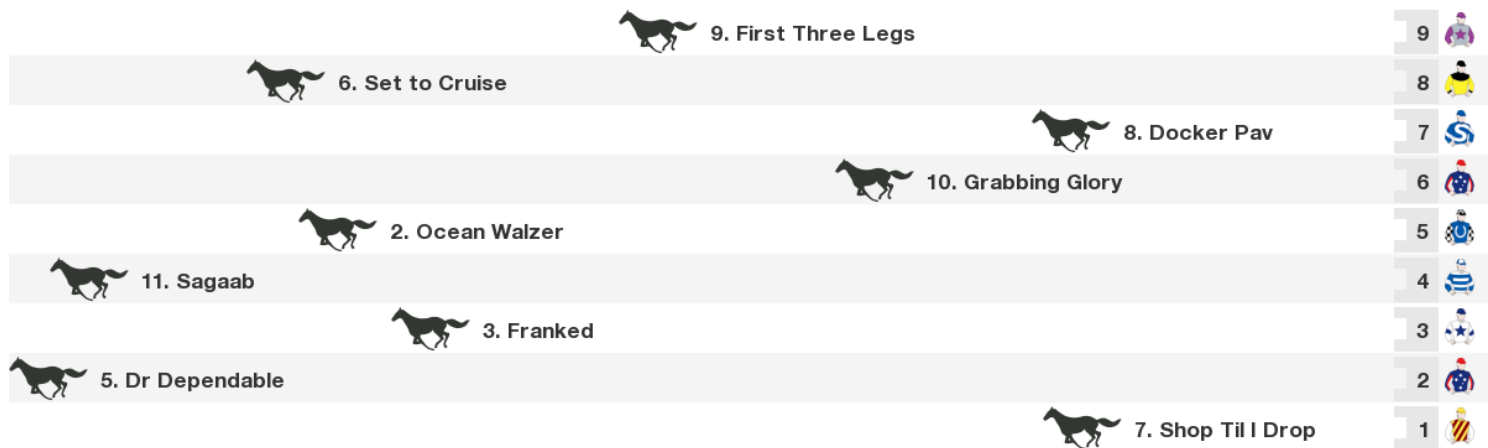 9. First Three Legs 9
6. Set to Cruise 8
8. Docker Pav 7
10. Grabbing Glory 6
2. Ocean Walzer 5
11. Sagaab 4
3. Franked 3
5. Dr Dependable 2
7. Shop Til I Drop 1